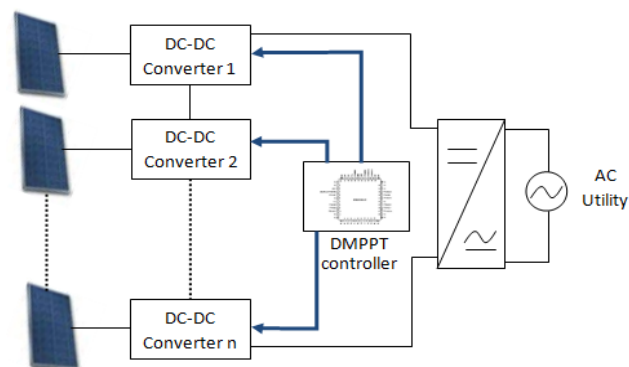 DC-DC
Converter 1
DC-DC
Converter 2
DMPPT
controller
AC
Utility
DC-DC
Converter n